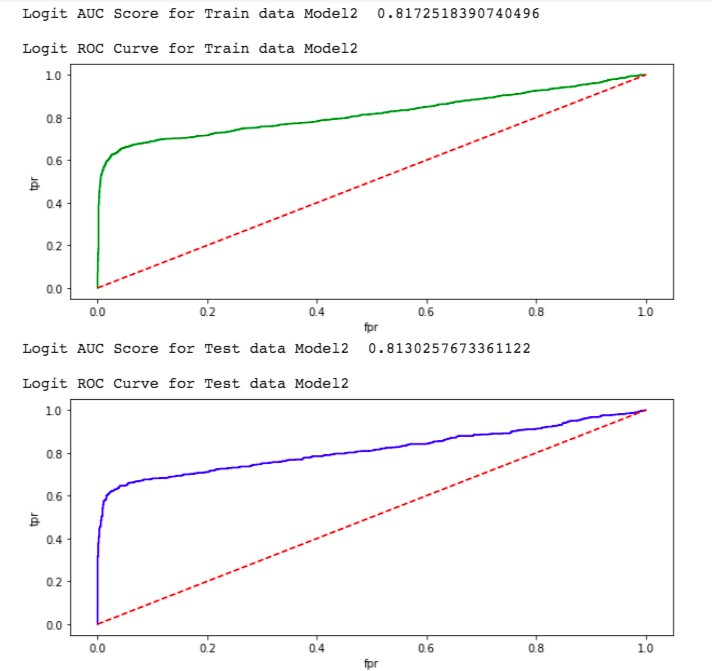 Logit AUC Score for Train data Model2 0.8172518390740496
Logit ROC Curve for Train data Model2
1.0
0.8
0.6
0.4
0.2
0.0
tpr
0.0 0.2 0.4 0.6 0.8 1.0
fpr
Logit AUC Score for Test data Model2 0.8130257673361122
Logit ROC Curve for Test data Model2
1.0
0.8
0.6
0.4
0.2
0.0
tpr
0.0 0.2 0.4 0.6 0.8 1.0
fpr